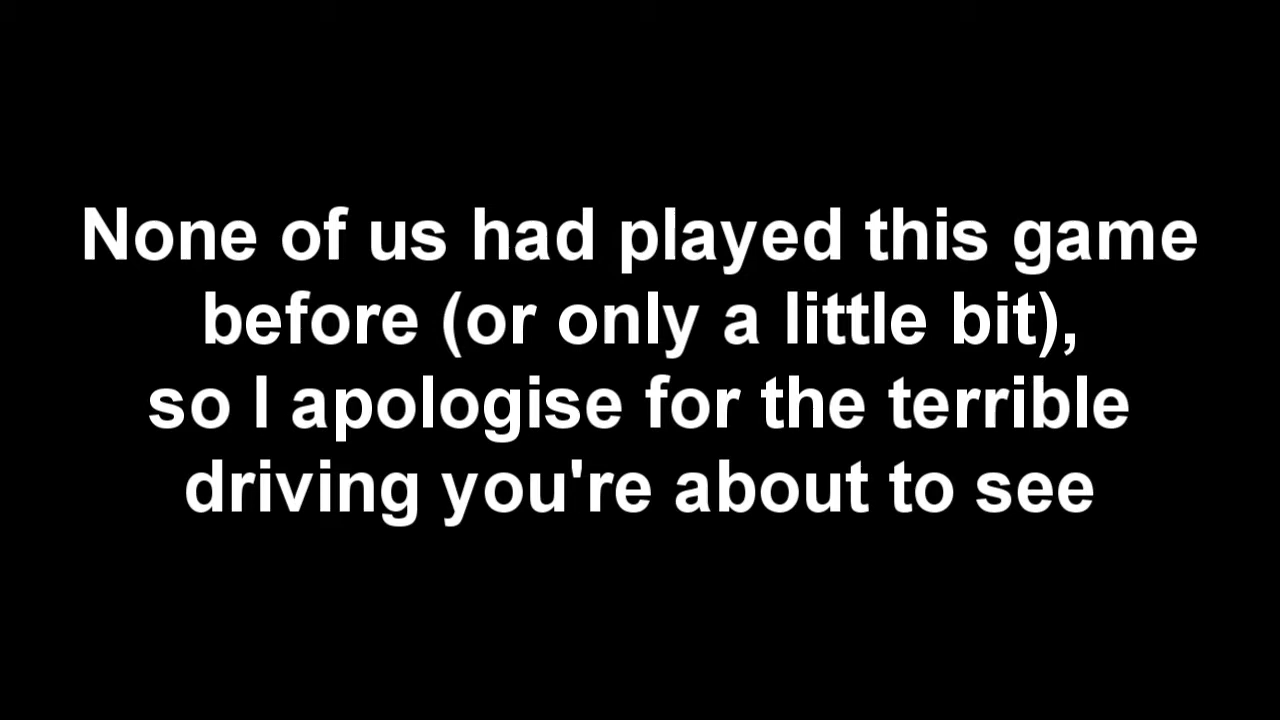 None of us had played this game
before (or only a little bit),
so I apologise for the terrible
driving you're about to see